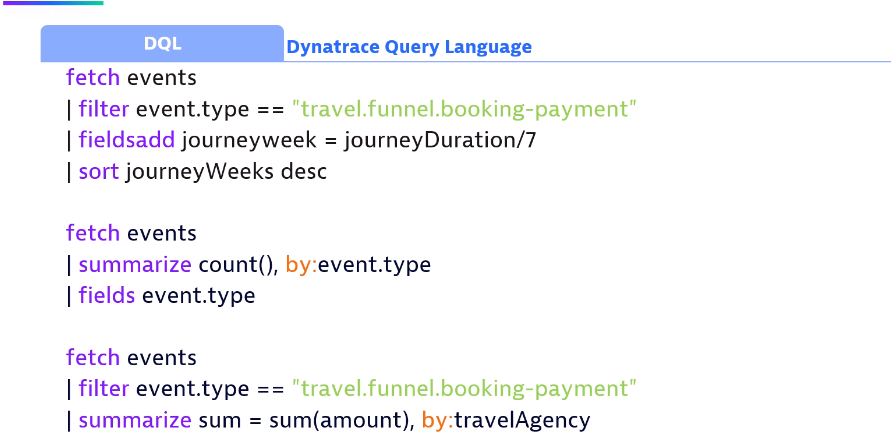 DQL
Dynatrace Query Language
fetch events
| filter event.type == "travel.funnel.booking-payment"
| fieldsadd journeyweek = journeyDuration/7
| sort journeyWeeks desc
fetch events
| summarize count(), by:event.type
| fields event.type
fetch events
| filter event.type == "travel.funnel.booking-payment"
| summarize sum = sum(amount), by:travelAgency